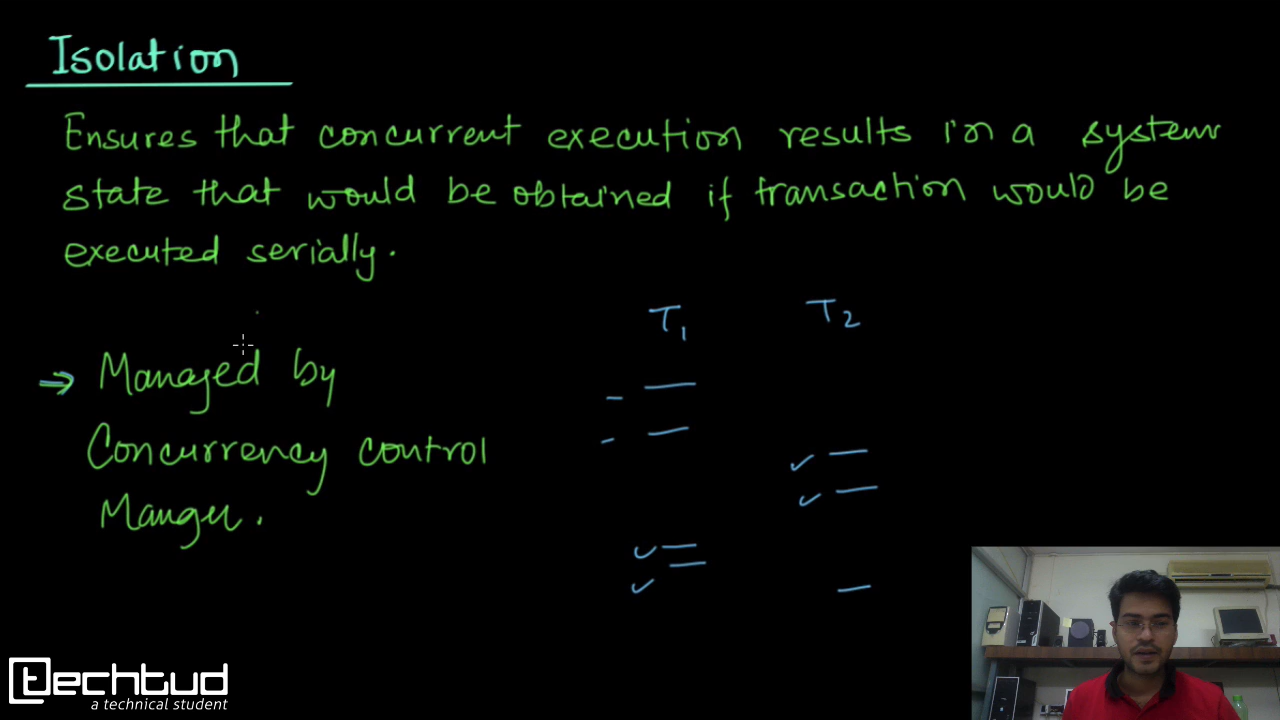 Isolation
Ensures that concurrent execution results in a system
state that would be obtained if transaction would be
executed serially.
T1 T2
⇒ Managed by
Concurrency control
Manger.
techtud
a technical student